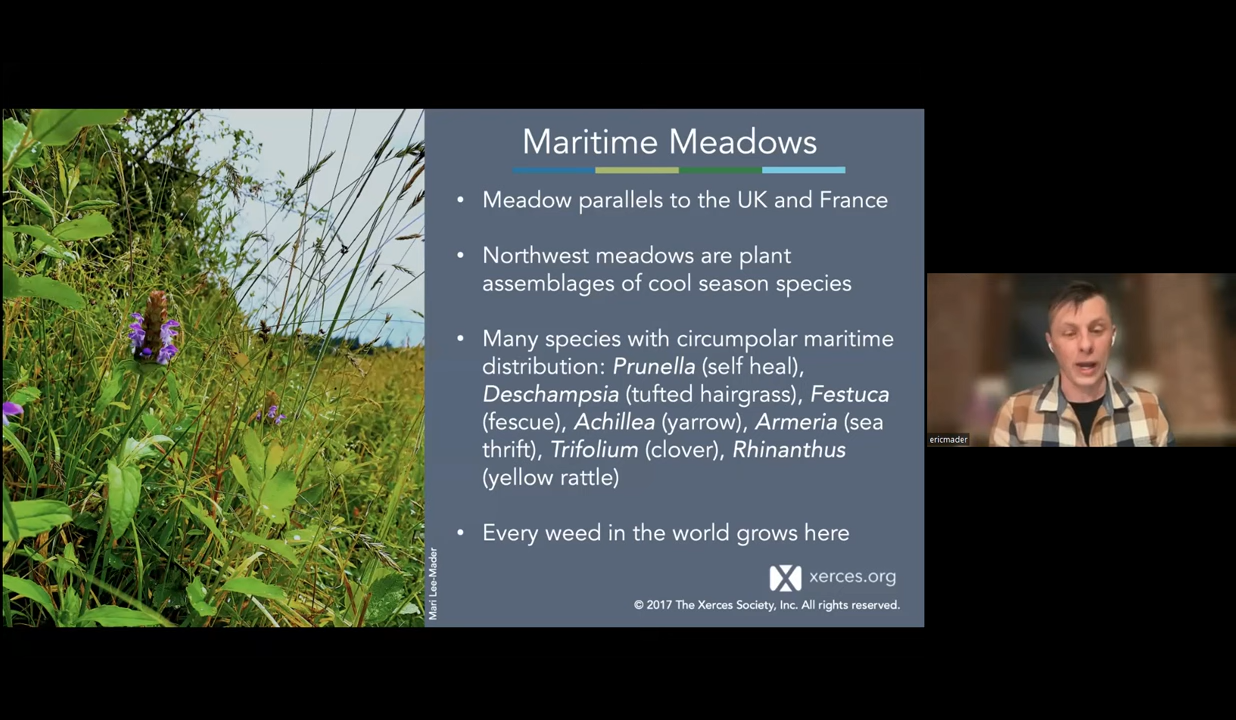 Maritime Meadows
• Meadow parallels to the UK and France
• Northwest meadows are plant
assemblages of cool season species
• Many species with circumpolar maritime
distribution: Prunella (self heal),
Deschampsia (tufted hairgrass), Festuca
(fescue), Achillea (yarrow), Armeria (sea
thrift), Trifolium (clover), Rhinanthus
(yellow rattle)
• Every weed in the world grows here
xerces.org
© 2017 The Xerces Society, Inc. All rights reserved.
Mari Lee-Mader
ericmader